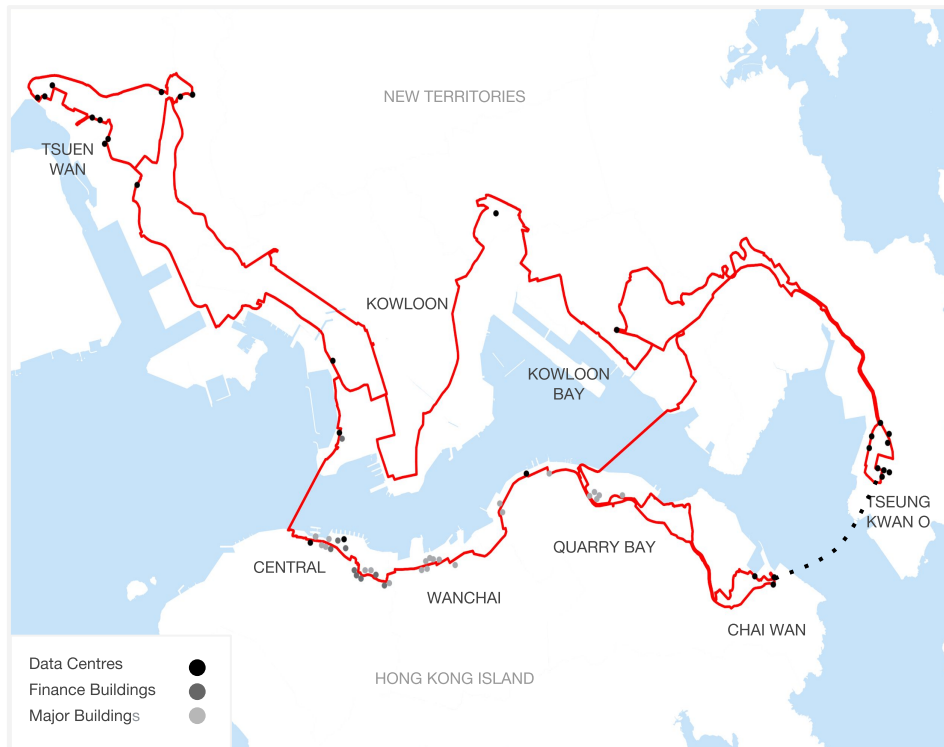 NEW TERRITORIES
TSUEN
WAN
KOWLOON
KOWLOON
BAY
TSEUNG
KWAN O
QUARRY BAY
CENTRAL
WANCHAI
CHAI WAN
HONG KONG ISLAND
Data Centres
Finance Buildings
Major Buildings